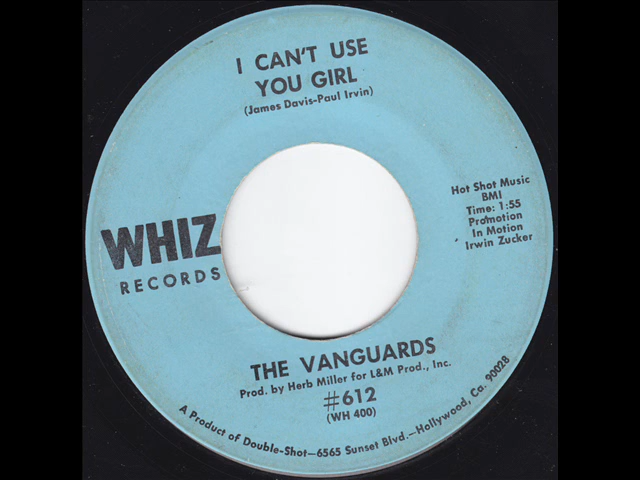 I CAN'T USE
YOU GIRL
(James Davis-Paul Irvin)
Hot Shot Music
BMI
Time: 1:55
Promotion
In Motion
Irwin Zucker
WHIZ
RECORDS
THE VANGUARDS
Prod. by Herb Miller for L&M Prod., Inc.
#612
(WH 400)
A Product of Double-Shot—6565 Sunset Blvd.—Hollywood, Ca. 90028